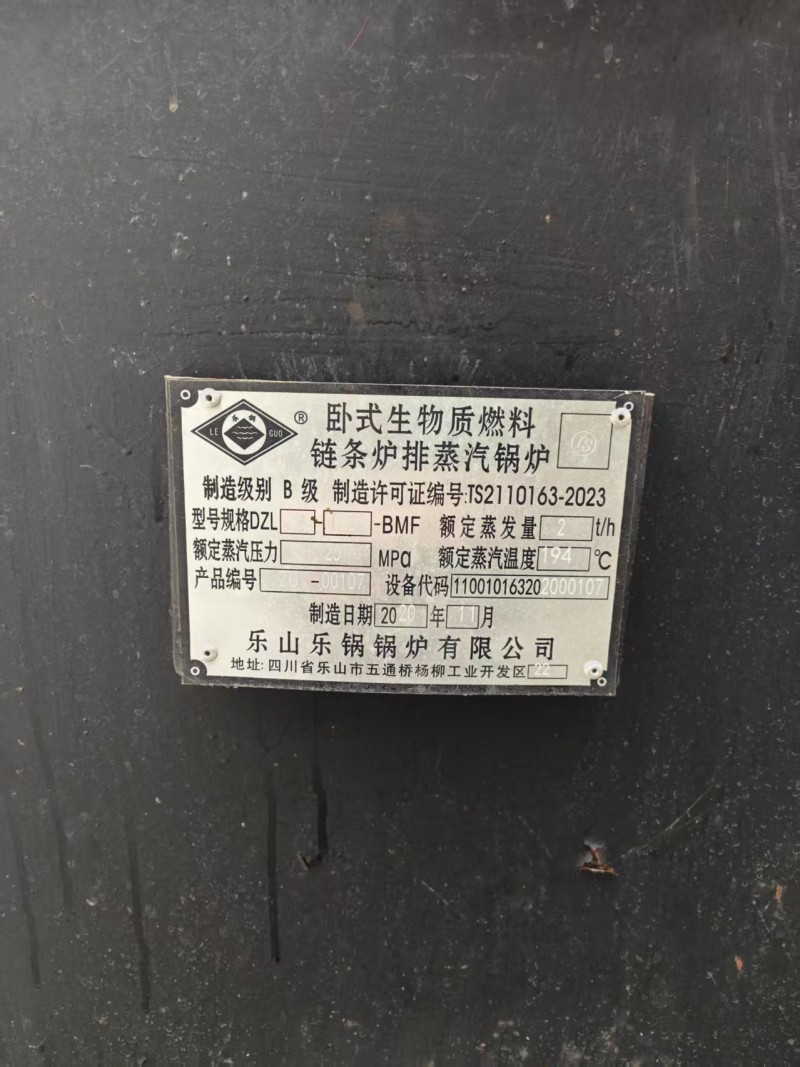 LE GUO ®
卧式生物质燃料
链条炉排蒸汽锅炉
制造级别 B 级 制造许可证编号:TS2110163-2023
型号规格DZL -BMF 额定蒸发量 2 t/h
额定蒸汽压力 MPa 额定蒸汽温度 194 ℃
产品编号 20 -00107 设备代码 110010163202000107
制造日期 2020 年 11 月
乐山乐锅锅炉有限公司
地址: 四川省乐山市五通桥杨柳工业开发区 22